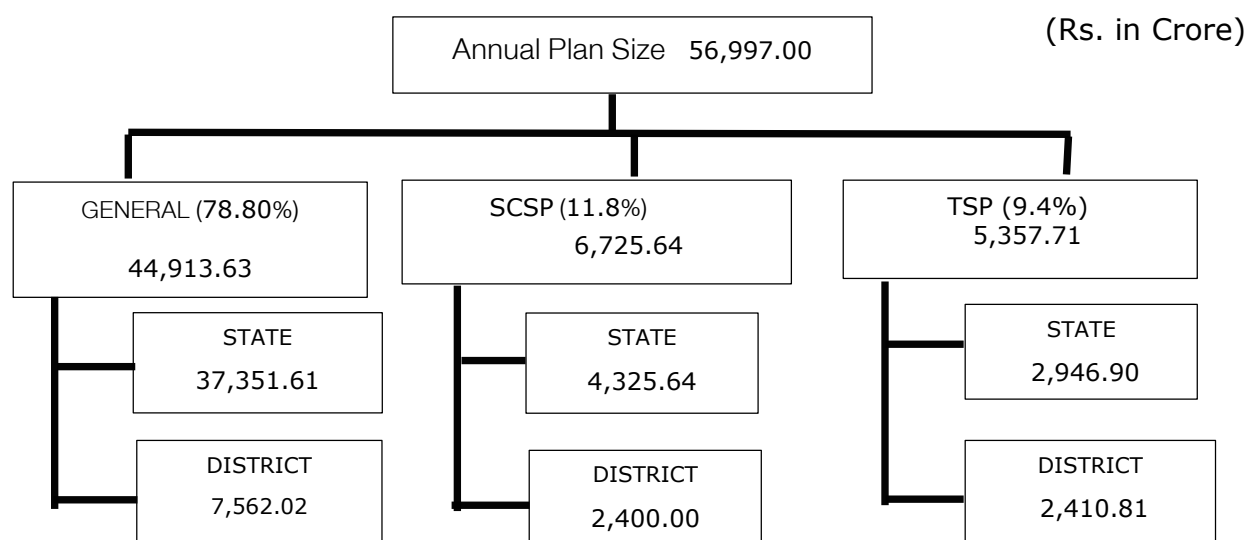 (Rs. in Crore)
Annual Plan Size 56,997.00
GENERAL (78.80%)
44,913.63
SCSP (11.8%)
6,725.64
TSP (9.4%)
5,357.71
STATE
37,351.61
DISTRICT
7,562.02
STATE
4,325.64
DISTRICT
2,400.00
STATE
2,946.90
DISTRICT
2,410.81